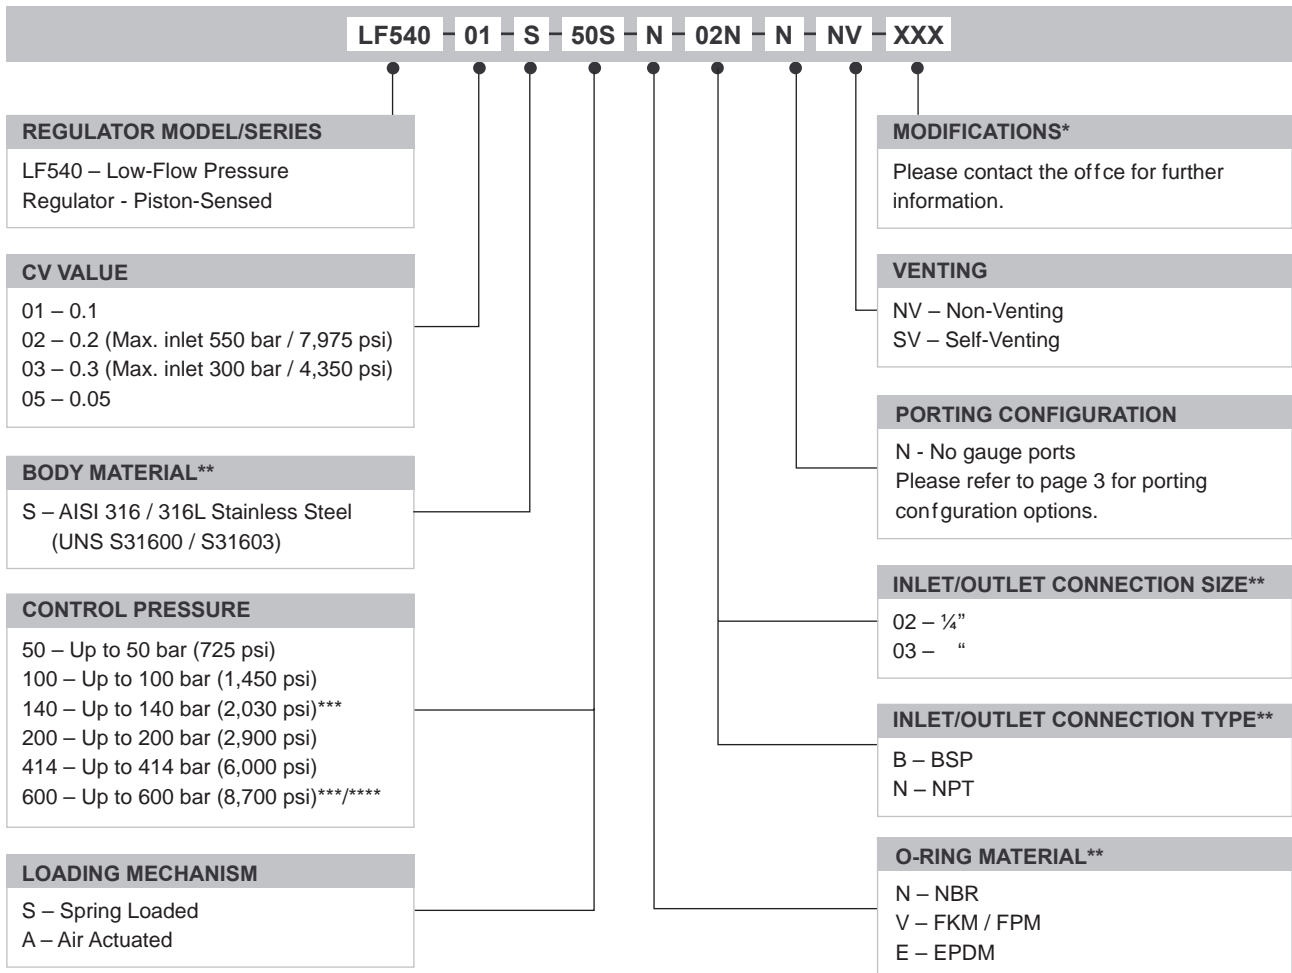 LF540 01 S 50S N 02N N NV XXX
REGULATOR MODEL/SERIES
LF540 – Low-Flow Pressure
Regulator - Piston-Sensed
CV VALUE
01 – 0.1
02 – 0.2 (Max. inlet 550 bar / 7,975 psi)
03 – 0.3 (Max. inlet 300 bar / 4,350 psi)
05 – 0.05
BODY MATERIAL**
S – AISI 316 / 316L Stainless Steel
(UNS S31600 / S31603)
CONTROL PRESSURE
50 – Up to 50 bar (725 psi)
100 – Up to 100 bar (1,450 psi)
140 – Up to 140 bar (2,030 psi)***
200 – Up to 200 bar (2,900 psi)
414 – Up to 414 bar (6,000 psi)
600 – Up to 600 bar (8,700 psi)***/****
LOADING MECHANISM
S – Spring Loaded
A – Air Actuated
MODIFICATIONS*
Please contact the of fce for further
information.
VENTING
NV – Non-Venting
SV – Self-Venting
PORTING CONFIGURATION
N - No gauge ports
Please refer to page 3 for porting
con fguration options.
INLET/OUTLET CONNECTION SIZE**
02 – ¼”
03 – “
INLET/OUTLET CONNECTION TYPE**
B – BSP
N – NPT
O-RING MATERIAL**
N – NBR
V – FKM / FPM
E – EPDM